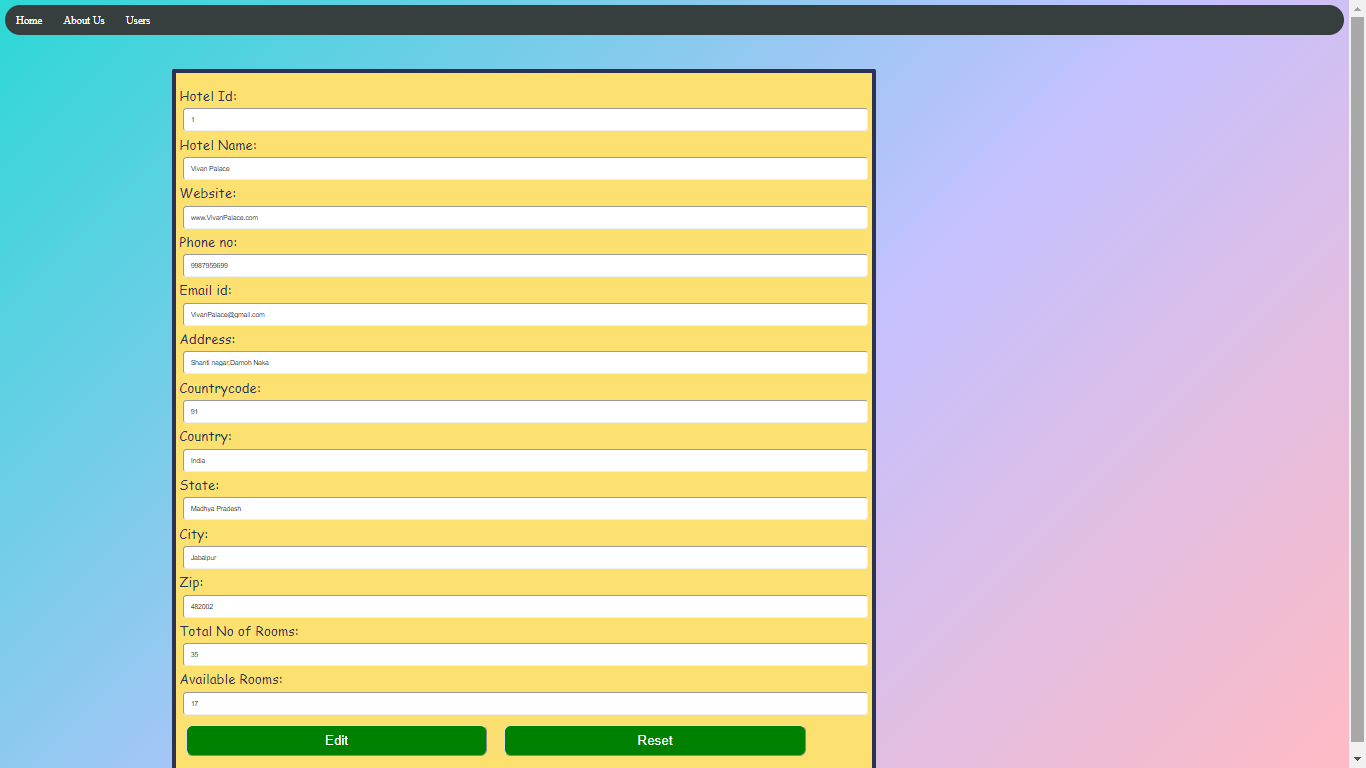 Home About Us Users
Hotel Id:
1
Hotel Name:
Vivan Palace
Website:
www.VivanPalace.com
Phone no:
9987959699
Email id:
VivanPalace@gmail.com
Address:
Shanti nagar,Damoh Naka
Countrycode:
91
Country:
India
State:
Madhya Pradesh
City:
Jabalpur
Zip:
482002
Total No of Rooms:
35
Available Rooms:
17
Edit Reset